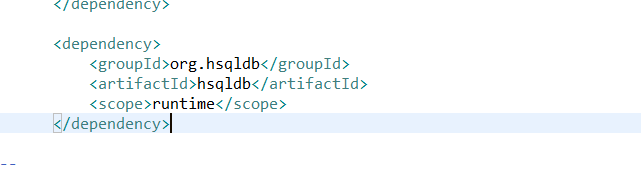 </dependency>
<dependency>
<groupId>org.hsqldb</groupId>
<artifactId>hsqldb</artifactId>
<scope>runtime</scope>
</dependency>
--